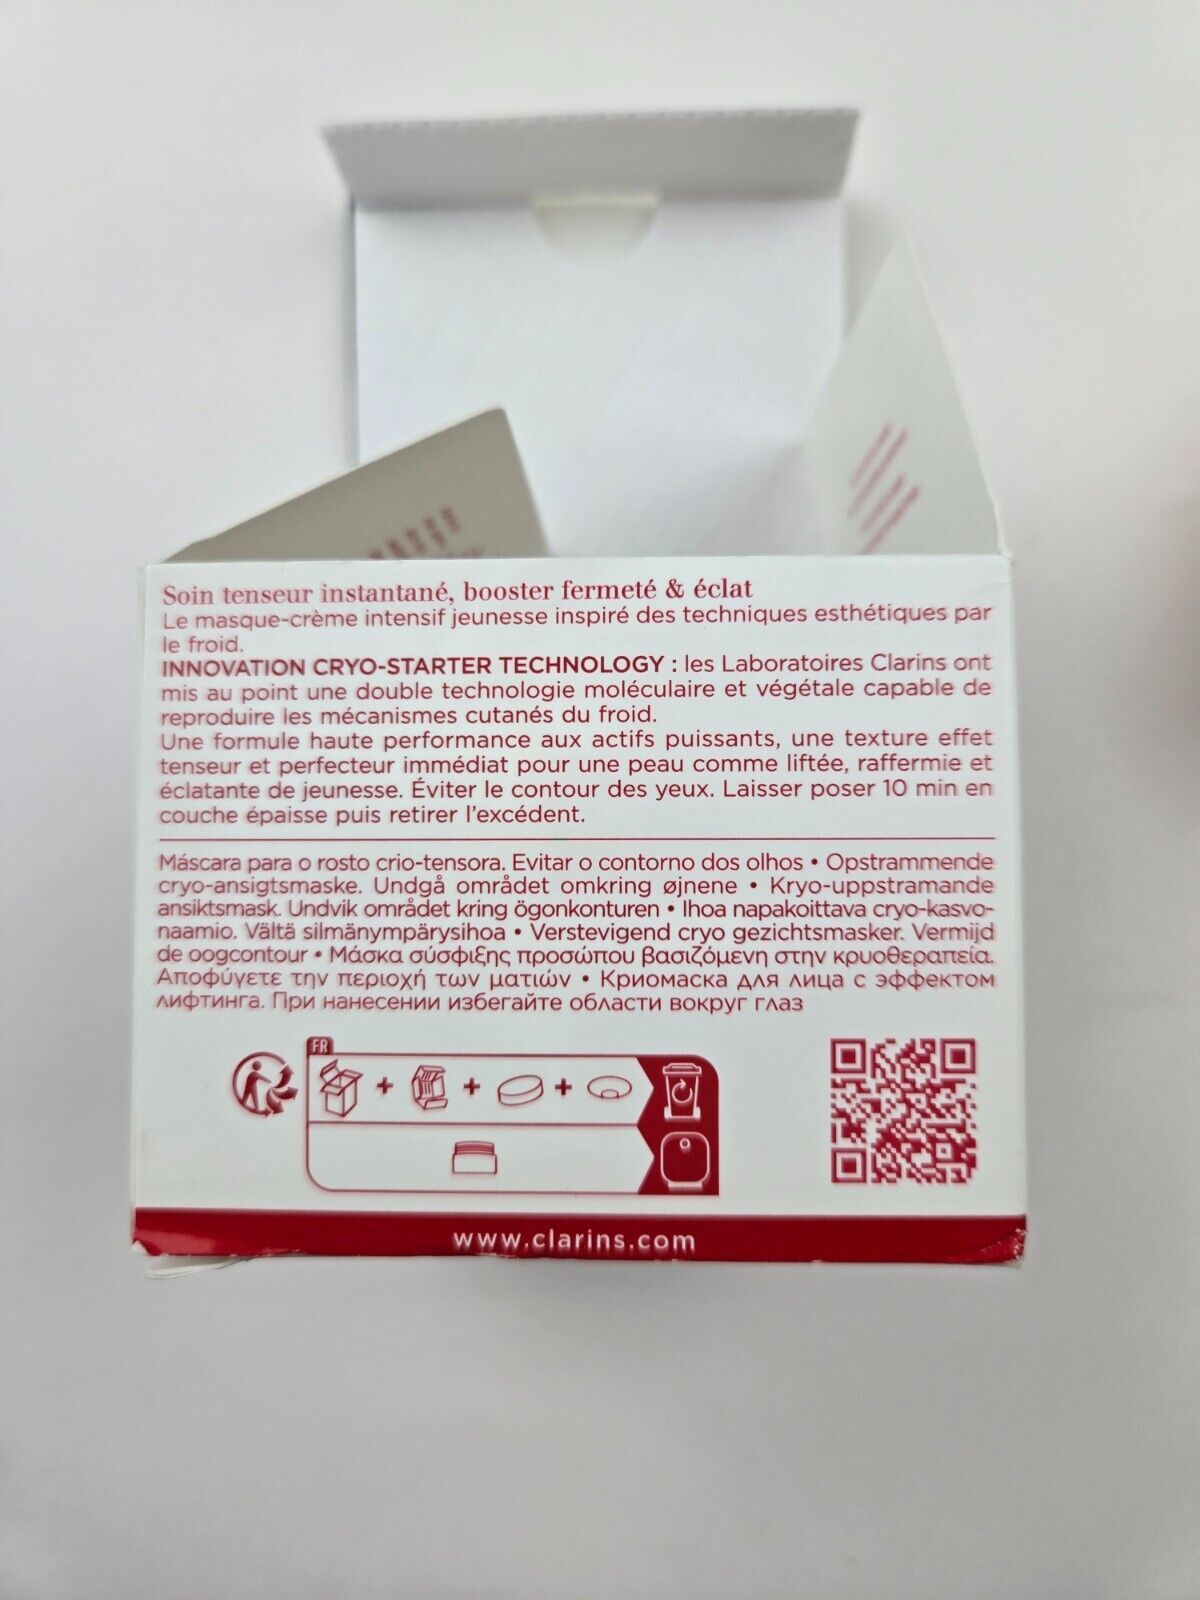 Soin tenseur instantané, booster fermeté & éclat
Le masque-crème intensif jeunesse inspiré des techniques esthétiques par
le froid.
INNOVATION CRYO-STARTER TECHNOLOGY : les Laboratoires Clarins ont
mis au point une double technologie moléculaire et végétale capable de
reproduire les mécanismes cutanés du froid.
Une formule haute performance aux actifs puissants, une texture effet
tenseur et perfecteur immédiat pour une peau comme liftée, raffermie et
éclatante de jeunesse. Éviter le contour des yeux. Laisser poser 10 min en
couche épaisse puis retirer l'excédent.
Máscara para o rosto crio-tensora. Evitar o contorno dos olhos • Opstrammende
cryo-ansigtsmaske. Undgå området omkring øjnene • Kryo-uppstramande
ansiktsmask. Undvik området kring ögonkonturen • Ihoa napakoittava cryo-kasvo-
naamio. Vältä silmänympärysihoa • Verstevigend cryo gezichtsmasker. Vermijd
de oogcontour • Μάσκα σύσφιξης προσώπου βασιζόμενη στην κρυοθεραπεία.
Αποφύγετε την περιοχή των ματιών • Криомаска для лица с эффектом
лифтинга. При нанесении избегайте области вокруг глаз
FR
www.clarins.com